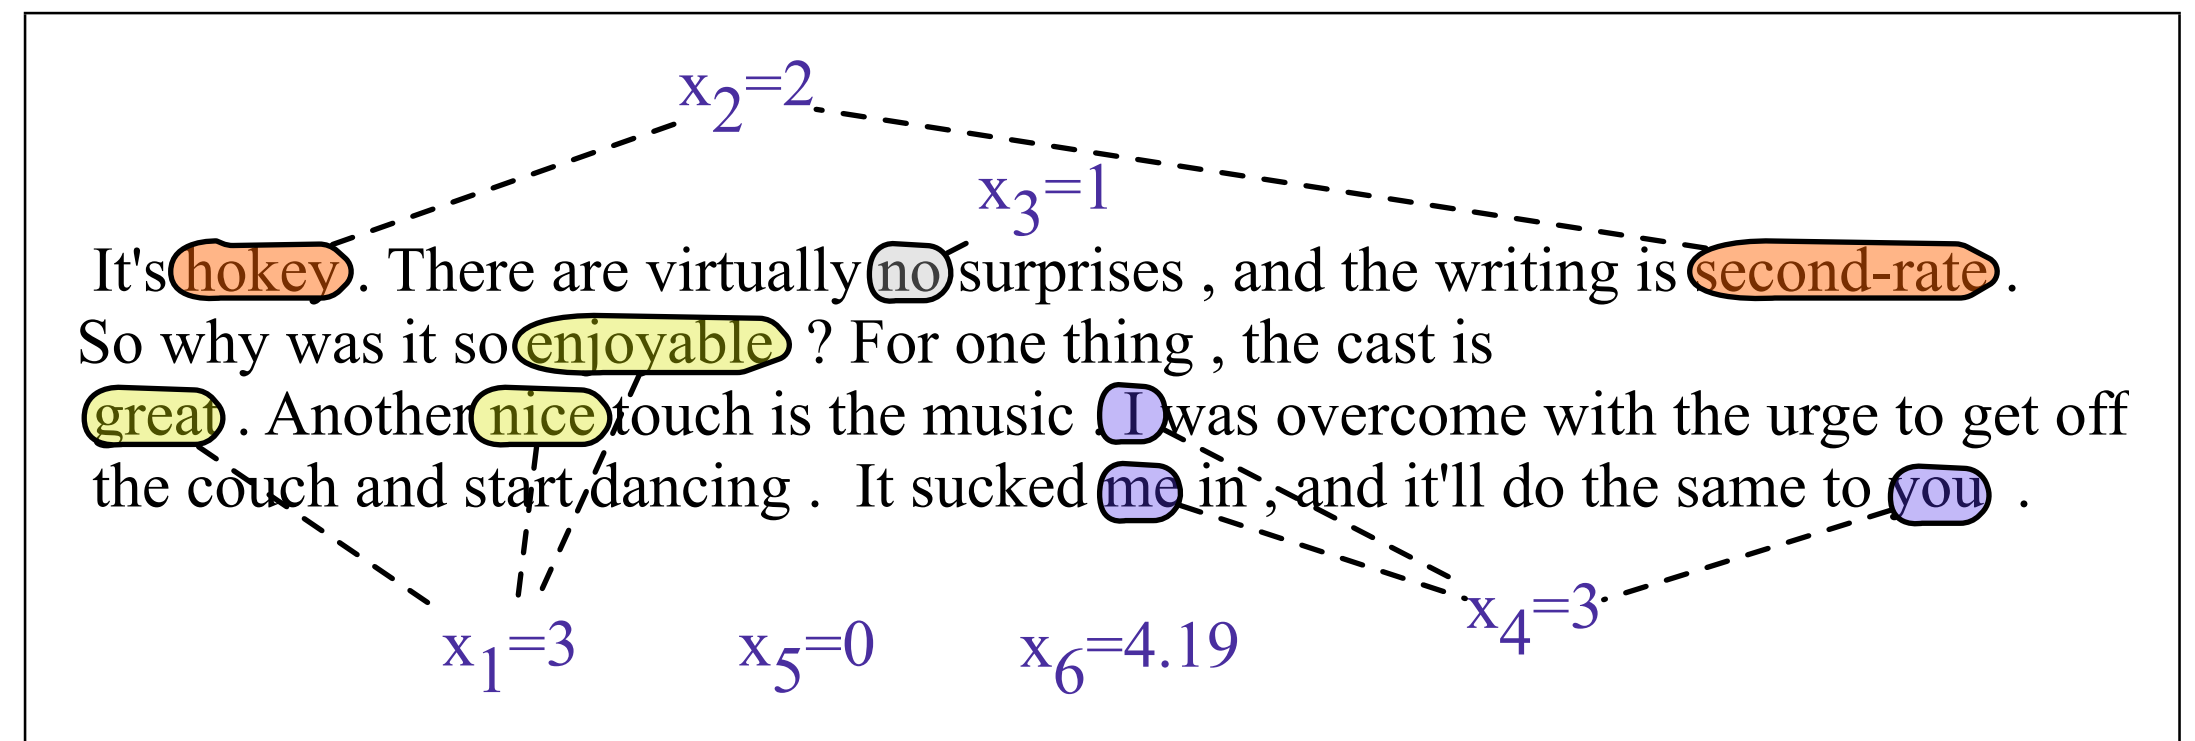 x2=2
x3=1
It's hokey . There are virtually no surprises , and the writing is second-rate .
So why was it so enjoyable ? For one thing , the cast is
great . Another nice touch is the music . I was overcome with the urge to get off
the couch and start dancing . It sucked me in , and it'll do the same to you .
x4=3
x1=3 x5=0 x6=4.19